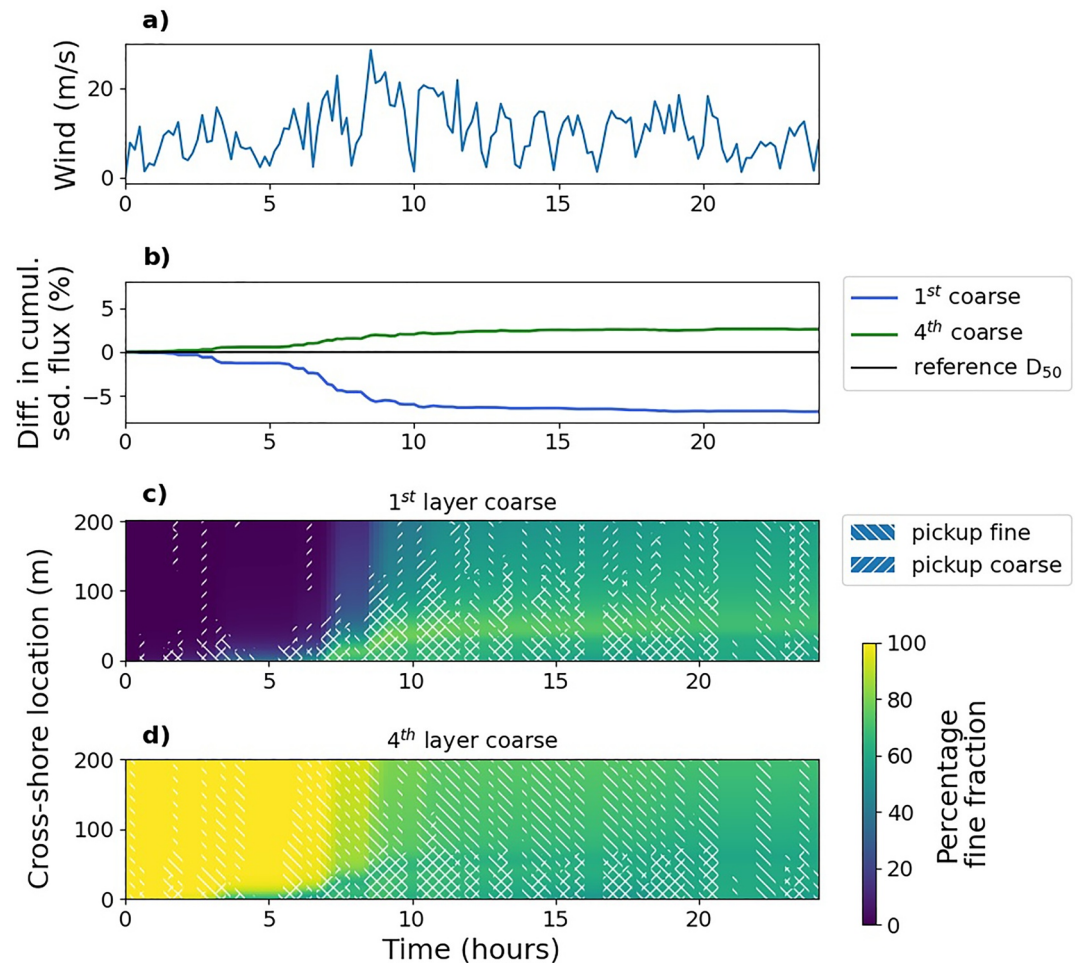 a)
Wind (m/s)
20
0
0 5 10 15 20
b)
Diff. in cumul.
sed. flux (%)
5
0
−5
0 5 10 15 20
1st coarse
4th coarse
reference D50
c)
1st layer coarse
200
100
0
0 5 10 15 20
pickup fine
pickup coarse
Cross-shore location (m)
d)
4th layer coarse
200
100
0
0 5 10 15 20
Time (hours)
100
80
60
40
20
0
Percentage
fine fraction